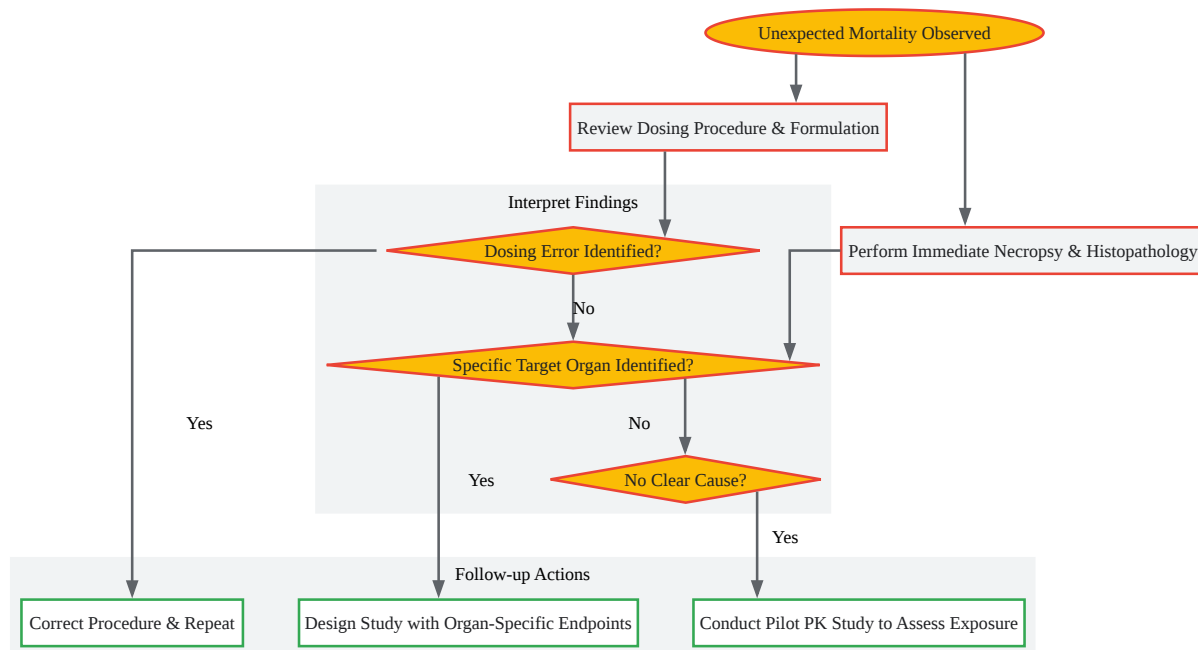 Unexpected Mortality Observed
Review Dosing Procedure & Formulation
Interpret Findings
Dosing Error Identified?
Perform Immediate Necropsy & Histopathology
No
Specific Target Organ Identified?
Yes
No
Yes
No Clear Cause?
Yes
Follow-up Actions
Correct Procedure & Repeat
Design Study with Organ-Specific Endpoints
Conduct Pilot PK Study to Assess Exposure